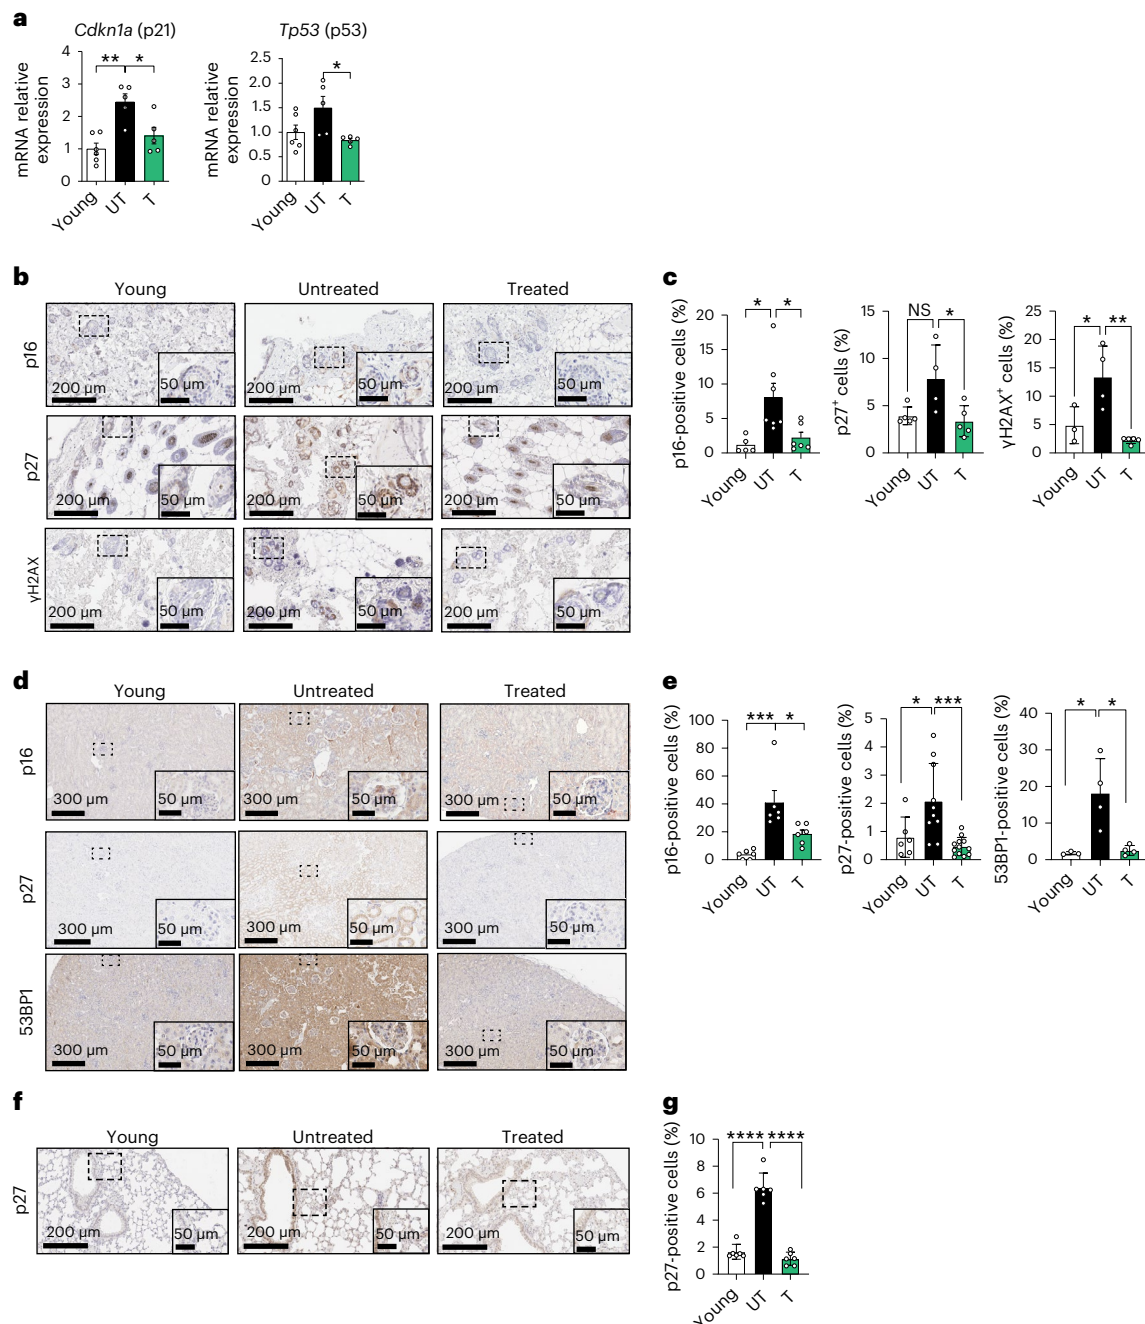 a
Cdkn1a (p21)
mRNA relative
expression
4
3
2
1
0
** *
Young
UT
T
Tp53 (p53)
mRNA relative
expression
2.5
2.0
1.5
1.0
0.5
0
*
Young
UT
T
b
Young Untreated Treated
p16
200 μm 50 μm 200 μm 50 μm 200 μm 50 μm
p27
200 μm 50 μm 200 μm 50 μm 200 μm 50 μm
γH2AX
200 μm 50 μm 200 μm 50 μm 200 μm 50 μm
c
p16-positive cells (%)
20
15
10
5
0
* *
Young
UT
T
p27+ cells (%)
15
10
5
0
NS *
Young
UT
T
γH2AX+ cells (%)
25
20
15
10
5
0
* **
Young
UT
T
d
Young Untreated Treated
p16
300 μm 50 μm 300 μm 50 μm 300 μm 50 μm
p27
300 μm 50 μm 300 μm 50 μm 300 μm 50 μm
53BP1
300 μm 50 μm 300 μm 50 μm 300 μm 50 μm
e
p16-positive cells (%)
100
80
60
40
20
0
*** *
Young
UT
T
p27-positive cells (%)
5
4
3
2
1
0
* ***
Young
UT
T
53BP1-positive cells (%)
40
30
20
10
0
* *
Young
UT
T
f
Young Untreated Treated
p27
200 μm 50 μm 200 μm 50 μm 200 μm 50 μm
g
p27-positive cells (%)
10
8
6
4
2
0
**** ****
Young
UT
T